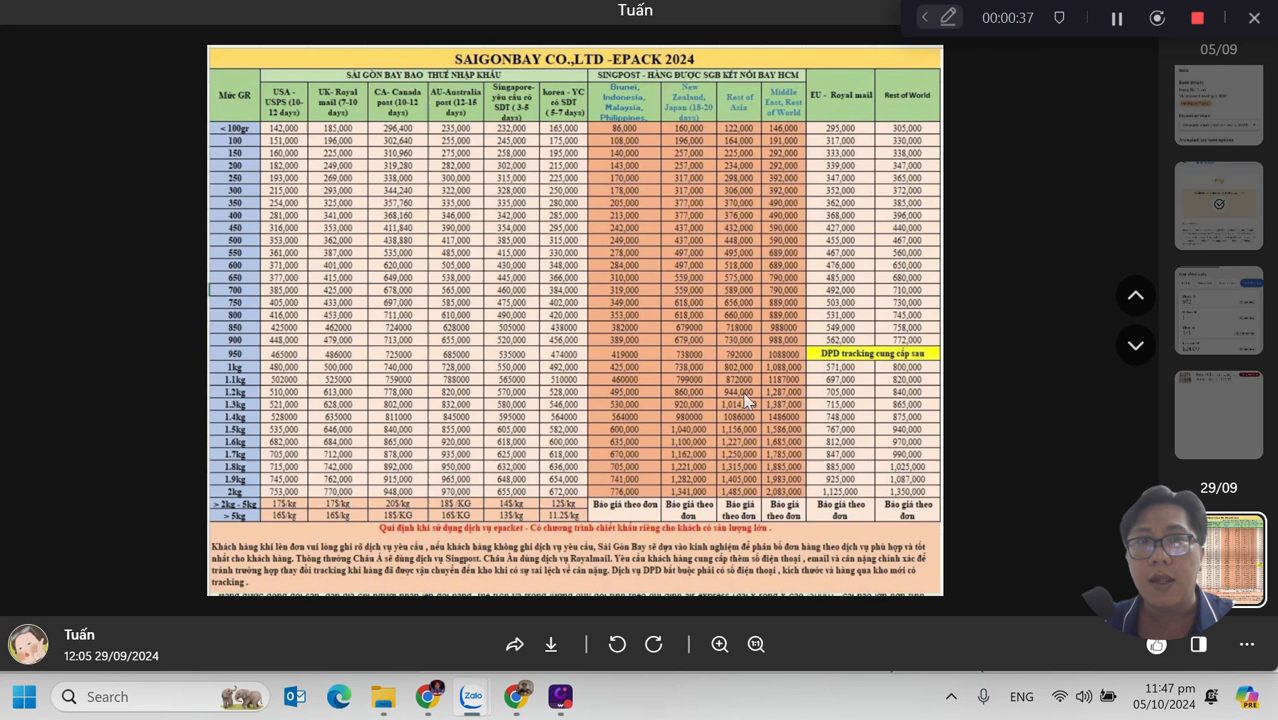 Tuấn
00:00:37
05/09
SAIGONBAY CO.,LTD -EPACK 2024
Mức GR | SÀI GÒN BAY BAO THUẾ NHẬP KHẨU | SINGPOST - HÀNG ĐƯỢC SGB KẾT NỐI BAY HCM | EU - Royal mail | Rest of World
USA - USPS (10-12 days) | UK- Royal mail (7-10 days) | CA- Canada post (10-12 days) | AU-Australia post (12-15 days) | Singapore- yêu cầu có SDT ( 3-5 days) | korea - YC có SDT ( 5-7 days) | Brunei, Indonesia, Malaysia, Philippines, | New Zealand, Japan (18-20 days) | Rest of Asia | Middle East, Rest of World
< 100gr 142,000 185,000 296,400 235,000 232,000 165,000 86,000 160,000 122,000 146,000 295,000 305,000
100 151,000 196,000 302,640 255,000 245,000 175,000 108,000 196,000 164,000 191,000 317,000 330,000
150 160,000 225,000 310,960 275,000 258,000 195,000 140,000 257,000 225,000 292,000 333,000 338,000
200 182,000 249,000 319,280 282,000 302,000 215,000 143,000 257,000 234,000 292,000 339,000 347,000
250 193,000 269,000 338,000 300,000 315,000 225,000 170,000 317,000 298,000 392,000 347,000 365,000
300 215,000 293,000 344,240 322,000 328,000 250,000 178,000 317,000 306,000 392,000 352,000 372,000
350 254,000 325,000 357,760 335,000 335,000 280,000 205,000 377,000 370,000 490,000 362,000 385,000
400 281,000 341,000 368,160 346,000 342,000 285,000 213,000 377,000 376,000 490,000 368,000 396,000
450 316,000 353,000 411,840 390,000 354,000 295,000 242,000 437,000 432,000 590,000 427,000 440,000
500 353,000 362,000 438,880 417,000 385,000 315,000 249,000 437,000 448,000 590,000 455,000 467,000
550 361,000 387,000 535,000 485,000 415,000 330,000 278,000 497,000 495,000 689,000 467,000 560,000
600 371,000 401,000 620,000 505,000 430,000 348,000 284,000 497,000 518,000 689,000 476,000 650,000
650 377,000 415,000 649,000 538,000 445,000 366,000 310,000 559,000 575,000 790,000 485,000 680,000
700 385,000 425,000 678,000 565,000 460,000 384,000 319,000 559,000 589,000 790,000 492,000 710,000
750 405,000 433,000 697,000 585,000 475,000 402,000 349,000 618,000 656,000 889,000 503,000 730,000
800 416,000 453,000 711,000 610,000 490,000 420,000 353,000 618,000 660,000 889,000 531,000 745,000
850 425000 462000 724000 628000 505000 438000 382000 679000 718000 988000 549,000 758,000
900 448,000 479,000 713,000 655,000 520,000 456,000 389,000 679,000 730,000 988,000 562,000 772,000
950 465000 486000 725000 685000 535000 474000 419000 738000 792000 1088000 DPD tracking cung cấp sau
1kg 480,000 500,000 740,000 728,000 550,000 492,000 425,000 738,000 802,000 1,088,000 571,000 800,000
1.1kg 502000 525000 759000 788000 565000 510000 460000 799000 872000 1187000 697,000 820,000
1.2kg 510,000 613,000 778,000 820,000 570,000 528,000 495,000 860,000 944,000 1,287,000 705,000 840,000
1.3kg 521,000 628,000 802,000 832,000 580,000 546,000 530,000 920,000 1,387,000 715,000 865,000
1.4kg 528000 635000 811000 845000 595000 564000 564000 980000 1086000 1486000 748,000 875,000
1.5kg 535,000 646,000 840,000 855,000 605,000 582,000 600,000 1,040,000 1,156,000 1,586,000 767,000 940,000
1.6kg 682,000 684,000 865,000 920,000 618,000 600,000 635,000 1,100,000 1,227,000 1,685,000 812,000 970,000
1.7kg 705,000 712,000 878,000 935,000 625,000 618,000 670,000 1,162,000 1,250,000 1,785,000 847,000 990,000
1.8kg 715,000 742,000 892,000 950,000 632,000 636,000 705,000 1,221,000 1,315,000 1,885,000 885,000 1,025,000
1.9kg 745,000 762,000 915,000 965,000 648,000 654,000 741,000 1,282,000 1,405,000 1,983,000 925,000 1,087,000
2kg 753,000 770,000 948,000 970,000 655,000 672,000 776,000 1,341,000 1,485,000 2,083,000 1,125,000 1,350,000
> 2kg - 5kg 17$/kg 17$/kg 20$/kg 18$ /KG 14$/kg 12$/kg Báo giá theo đơn Báo giá theo đơn Báo giá theo đơn Báo giá theo đơn Báo giá theo đơn Báo giá theo đơn
> 5kg 16$/kg 16$/kg 18$/KG 16$/KG 13$/kg 11.2$/kg
Qui định khi sử dụng dịch vụ epacket - Có chương trình chiết khấu riêng cho khách có sản lượng lớn .
Khách hàng khi lên đơn vui lòng ghi rõ dịch vụ yêu cầu , nếu khách hàng không ghi dịch vụ yêu cầu, Sài Gòn Bay sẽ dựa vào kinh nghiệm để phân bổ đơn hàng theo dịch vụ phù hợp và tốt
nhất cho khách hàng. Thông thường Châu Á sẽ dùng dịch vụ Singpost. Châu Âu dùng dịch vụ Royalmail. Yêu cầu khách hàng cung cấp thêm số điện thoại , email và cân nặng chính xác để
tránh trường hợp thay đổi tracking khi hàng đã được vận chuyển đến kho khi có sự sai lệch về cân nặng. Dịch vụ DPD bắt buộc phải có số điện thoại , kích thước và hàng qua kho mới có
tracking .
29/09
Tuấn
12:05 29/09/2024
1:1
Search
Zalo
ENG
11:47 pm
05/10/2024
PRE